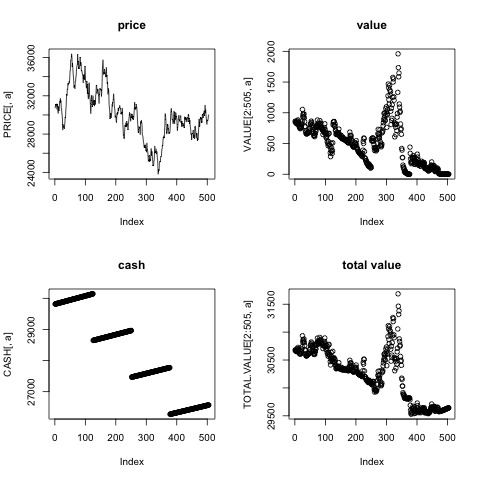 price
PRICE[, a]
24000 28000 32000 36000
0 100 200 300 400 500
Index
value
VALUE[2:505, a]
0 500 1000 1500 2000
0 100 200 300 400 500
Index
cash
CASH[, a]
27000 29000
0 100 200 300 400 500
Index
total value
TOTAL.VALUE[2:505, a]
29500 30500 31500
0 100 200 300 400 500
Index